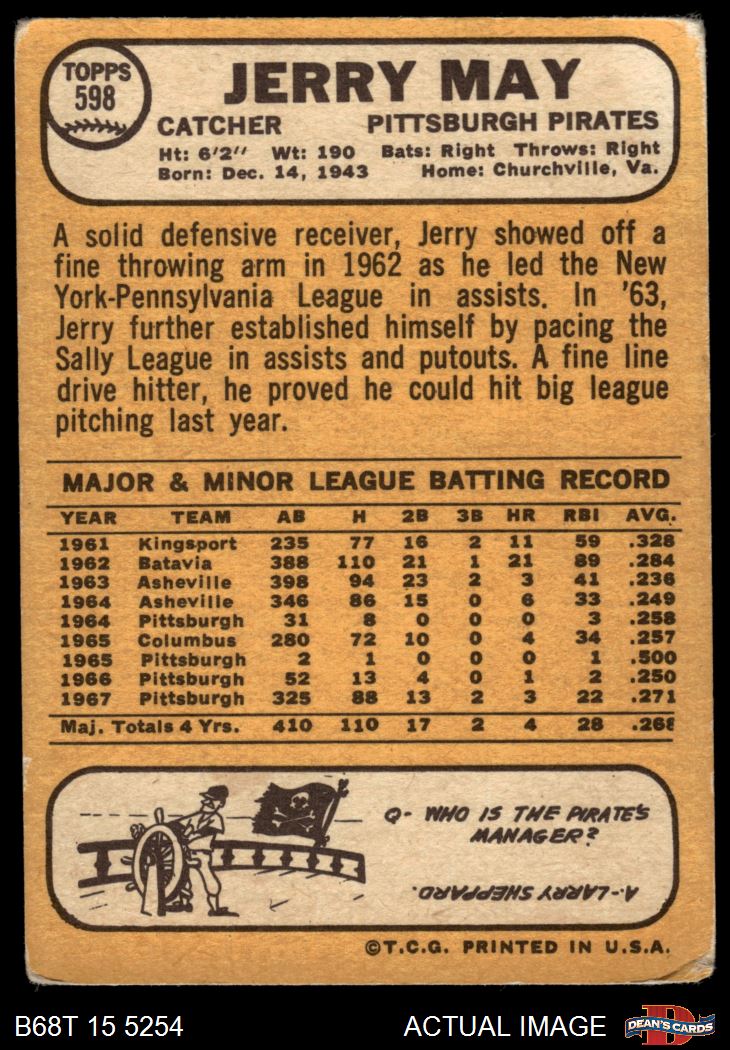 TOPPS
598
JERRY MAY
CATCHER PITTSBURGH PIRATES
Ht: 6'2" Wt: 190 Bats: Right Throws: Right
Born: Dec. 14, 1943 Home: Churchville, Va.
A solid defensive receiver, Jerry showed off a
fine throwing arm in 1962 as he led the New
York-Pennsylvania League in assists. In '63,
Jerry further established himself by pacing the
Sally League in assists and putouts. A fine line
drive hitter, he proved he could hit big league
pitching last year.
MAJOR & MINOR LEAGUE BATTING RECORD
YEAR TEAM AB H 2B 3B HR RBI AVG.
1961 Kingsport 235 77 16 2 11 59 .328
1962 Batavia 388 110 21 1 21 89 .284
1963 Asheville 398 94 23 2 3 41 .236
1964 Asheville 346 86 15 0 6 33 .249
1964 Pittsburgh 31 8 0 0 0 3 .258
1965 Columbus 280 72 10 0 4 34 .257
1965 Pittsburgh 2 1 0 0 0 1 .500
1966 Pittsburgh 52 13 4 0 1 2 .250
1967 Pittsburgh 325 88 13 2 3 22 .271
Maj. Totals 4 Yrs. 410 110 17 2 4 28 .268
Q- WHO IS THE PIRATE'S
MANAGER?
A.-LARRY SHEPPARD.
©T.C.G. PRINTED IN U.S.A.
B68T 15 5254 ACTUAL IMAGE DEAN'S CARDS